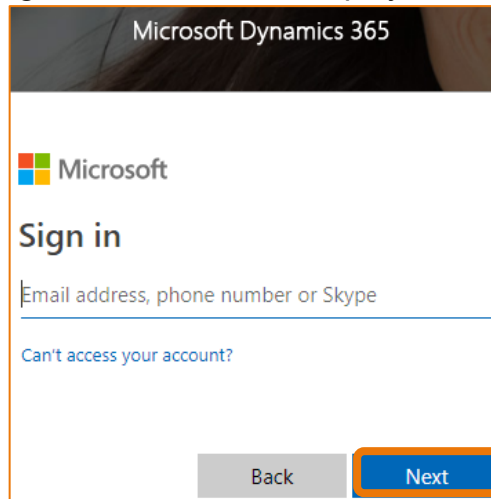 Microsoft Dynamics 365
Microsoft
Sign in
Email address, phone number or Skype
Can't access your account?
Back
Next